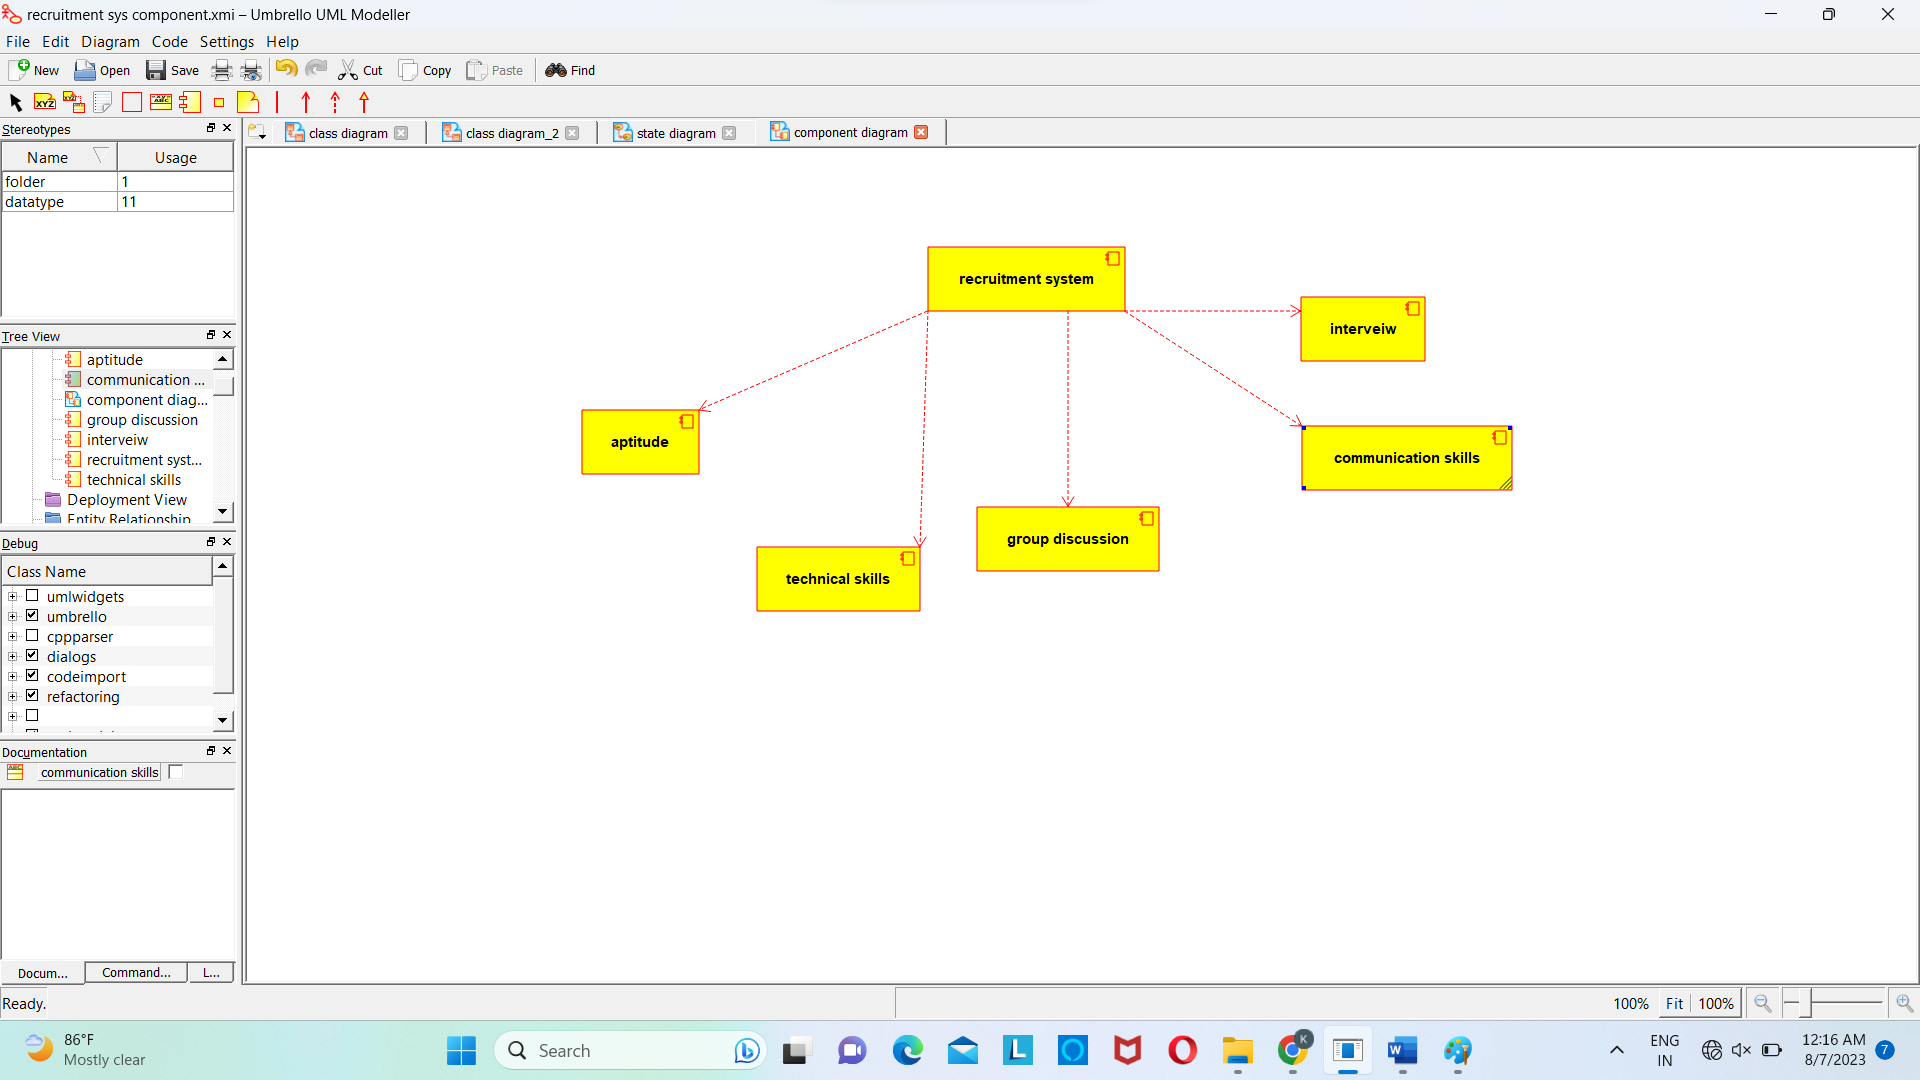 recruitment sys component.xmi – Umbrello UML Modeller
File Edit Diagram Code Settings Help
New Open Save Cut Copy Paste Find
Stereotypes
Name Usage
folder 1
datatype 11
class diagram class diagram_2 state diagram component diagram
recruitment system
interveiw
aptitude
communication skills
group discussion
technical skills
Tree View
aptitude
communication ...
component diag...
group discussion
interveiw
recruitment syst...
technical skills
Deployment View
Entity Relationship
Debug
Class Name
umlwidgets
umbrello
cppparser
dialogs
codeimport
refactoring
Documentation
communication skills
Docum... Command... L...
Ready.
100% Fit 100%
86°F
Mostly clear
Search
ENG
IN
12:16 AM
8/7/2023
7